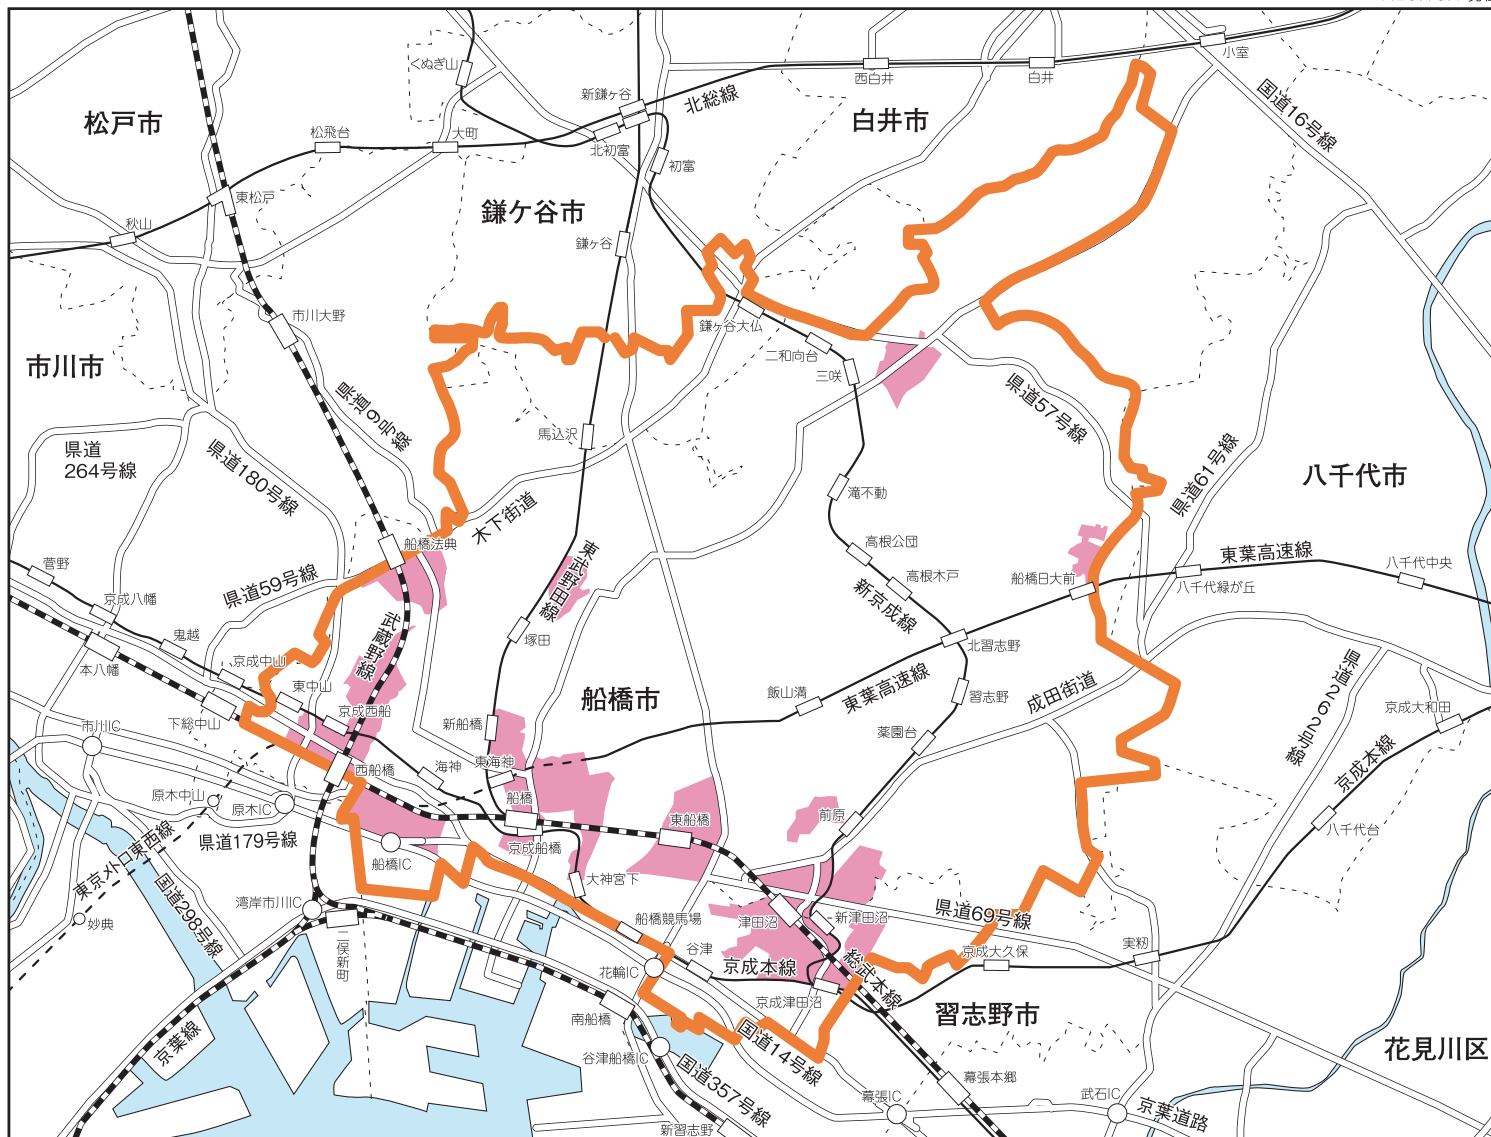 小室
くぬぎ山
西白井
白井
新鎌ヶ谷
北総線
国道16号線
松戸市
松飛台
大町
北初富
白井市
初富
東松戸
鎌ケ谷市
秋山
鎌ヶ谷
市川大野
鎌ヶ谷大仏
二和向台
三咲
市川市
県道9号線
県道57号線
馬込沢
県道
264号線
県道180号線
県道61号線
八千代市
滝不動
木下街道
船橋法典
高根公団
東武野田線
東葉高速線
菅野
県道59号線
高根木戸
船橋日大前
八千代中央
京成八幡
新京成線
八千代緑が丘
鬼越
武蔵野線
塚田
北習志野
本八幡
京成中山
東中山
船橋市
飯山満
東葉高速線
習志野
成田街道
県道262号線
下総中山
京成西船
市川IC
新船橋
薬園台
京成大和田
西船橋
海神
東海神
京成本線
原木中山
原木IC
船橋
東船橋
前原
八千代台
県道179号線
東京メトロ東西線
船橋IC
京成船橋
大神宮下
国道298号線
湾岸市川IC
妙典
二俣新町
船橋競馬場
津田沼
新津田沼
県道69号線
谷津
京成本線
総武本線
京成大久保
実籾
花輪IC
京成津田沼
南船橋
習志野市
京葉線
谷津船橋IC
国道14号線
花見川区
国道357号線
幕張本郷
幕張IC
武石IC
京葉道路
新習志野